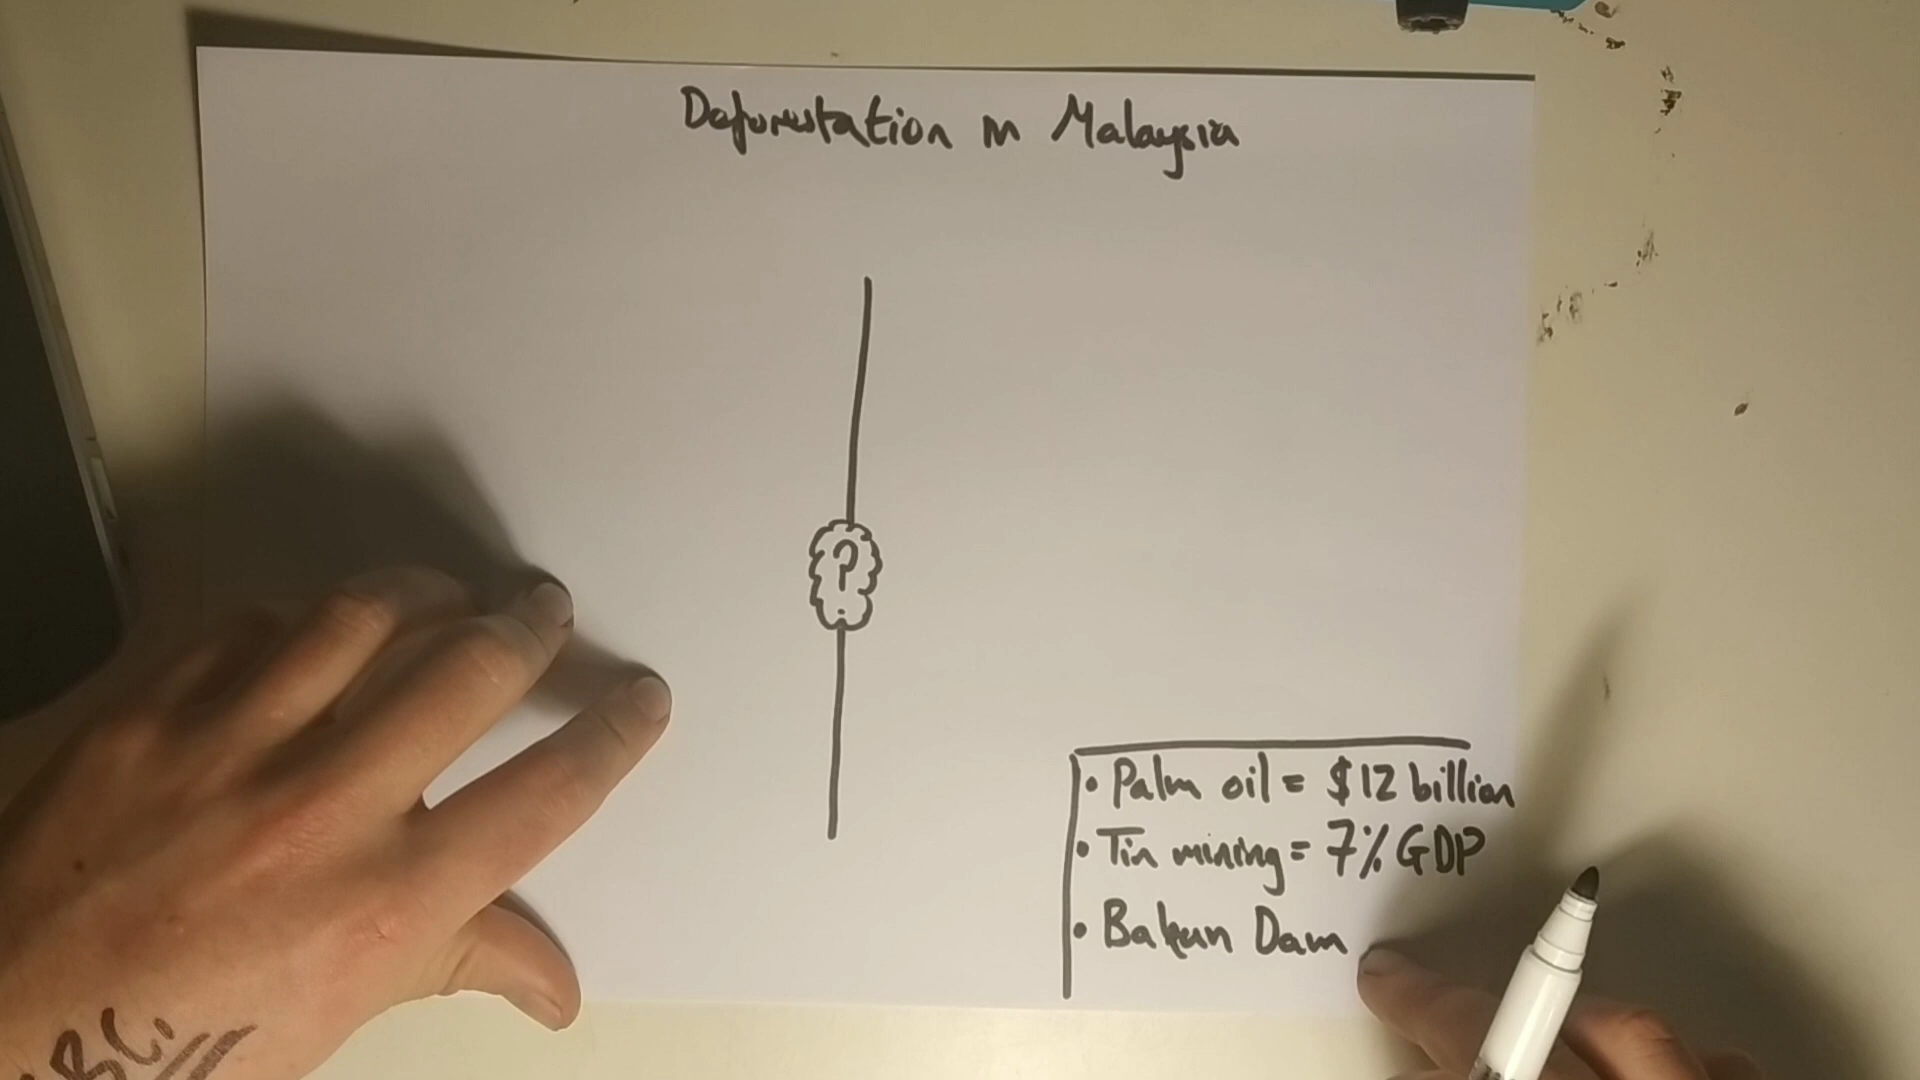 Deforestation in Malaysia
?
• Palm oil = $12 billion
• Tin mining = 7% GDP
• Bakun Dam